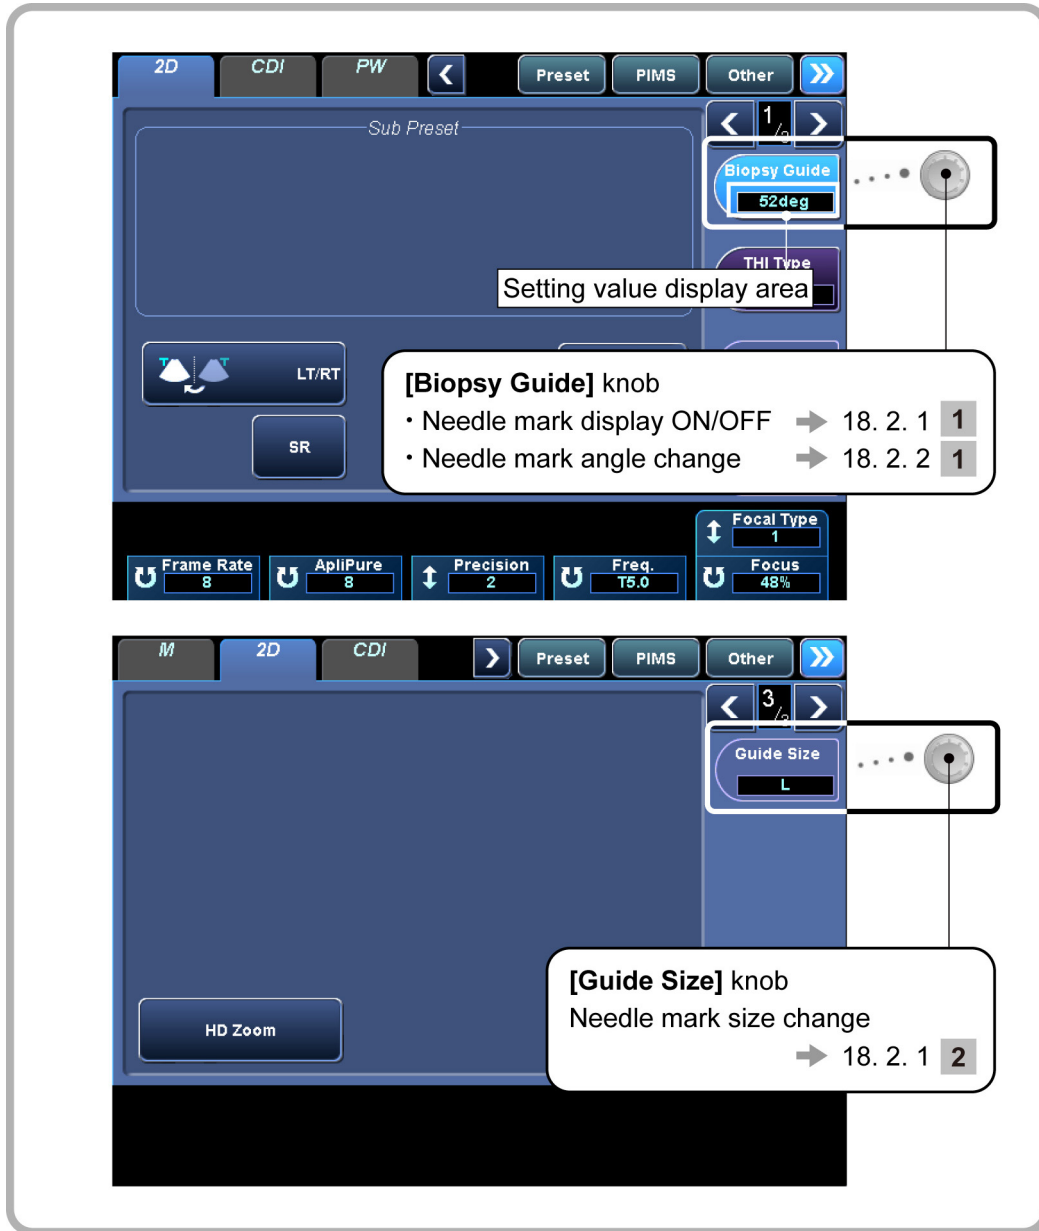 2D CDI PW Preset PIMS Other
Sub Preset
1/3
Biopsy Guide
52deg
THI Type
Setting value display area
T T LT/RT
SR
[Biopsy Guide] knob
・Needle mark display ON/OFF ➡ 18. 2. 1 1
・Needle mark angle change ➡ 18. 2. 2 1
Focal Type
1
Frame Rate ApliPure Precision Freq. Focus
8 8 2 T5.0 48%
M 2D CDI Preset PIMS Other
3/3
Guide Size
L
[Guide Size] knob
Needle mark size change
➡ 18. 2. 1 2
HD Zoom